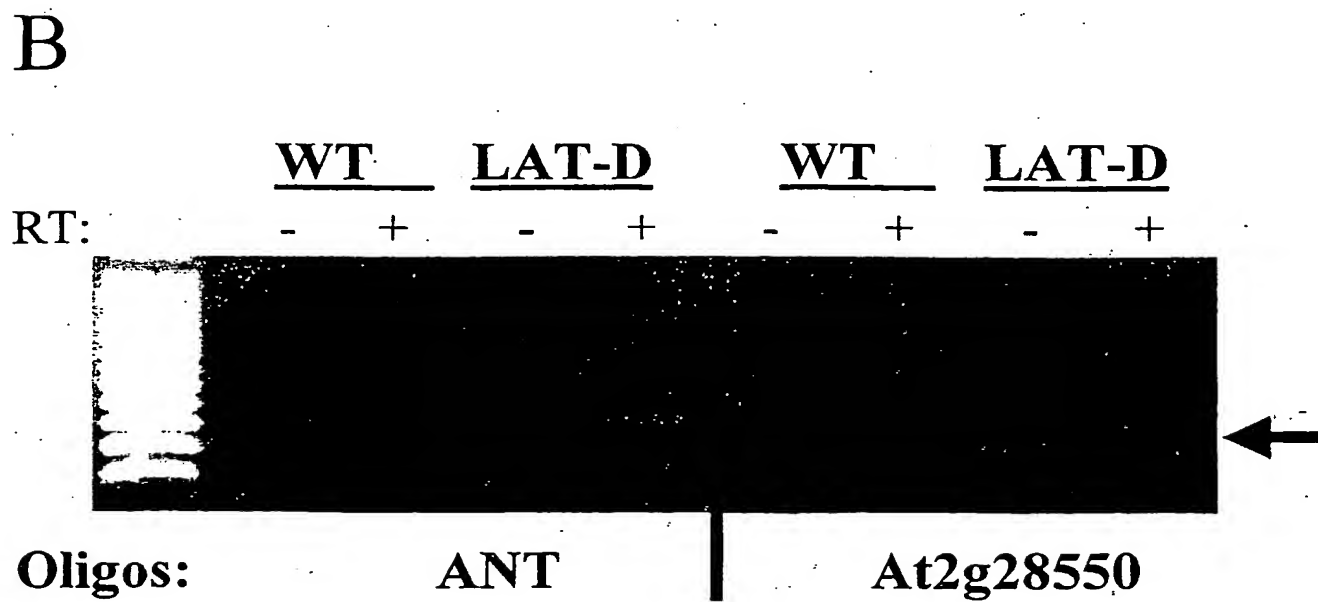 B
WT LAT-D WT LAT-D
RT: - + - + - + - +
Oligos: ANT At2g28550